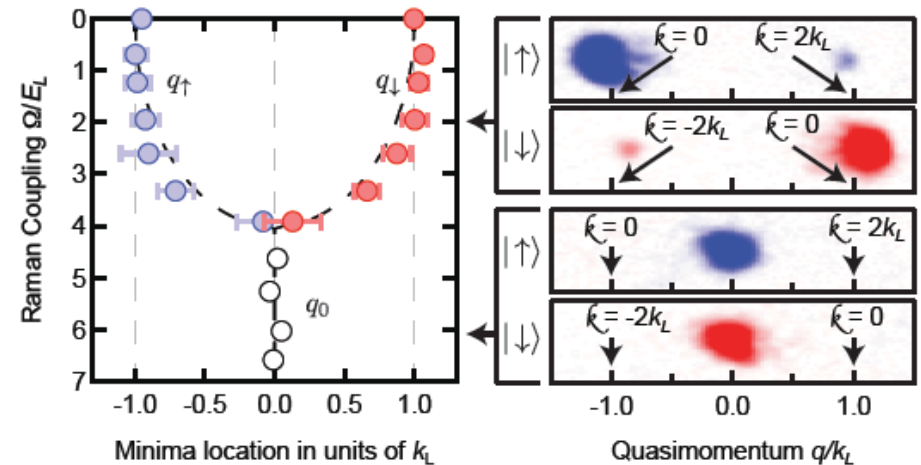 0
1
2
3
4
5
6
7
Raman Coupling Ω/E_L
q↑
q↓
q₀
-1.0
-0.5
0.0
0.5
1.0
Minima location in units of k_L
|↑⟩
k = 0
2k_L
k = 2k_L
|↓⟩
k = -2k_L
k = 0
|↑⟩
k = 0
k = 2k_L
|↓⟩
k = -2k_L
k = 0
-1.0
0.0
1.0
Quasimomentum q/k_L